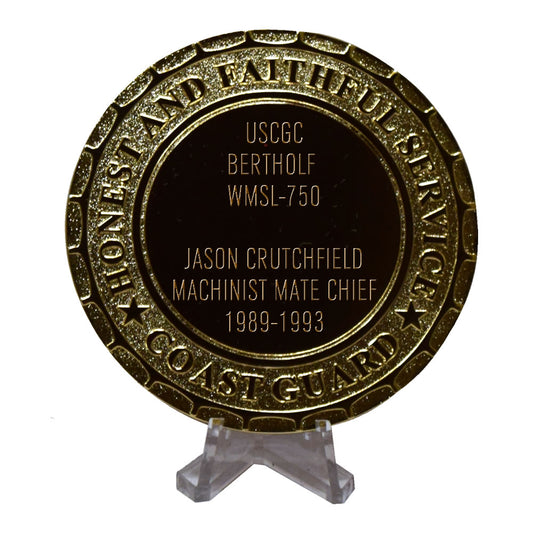 HONEST AND FAITHFUL SERVICE
USCGC
BERTHOLF
WMSL-750
JASON CRUTCHFIELD
MACHINIST MATE CHIEF
1989-1993
COAST GUARD